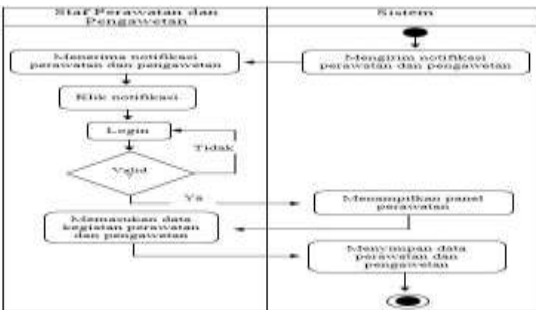 Staf Perawatan dan
Pengawetan
Sistem
Mengirim notifikasi
perawatan dan pengawetan
Menerima notifikasi
perawatan dan pengawetan
Klik notifikasi
Login
Tidak
Valid
?
Ya
Menampilkan panel
perawatan
Memasukan data
kegiatan perawatan
dan pengawetan
Menyimpan data
perawatan dan
pengawetan